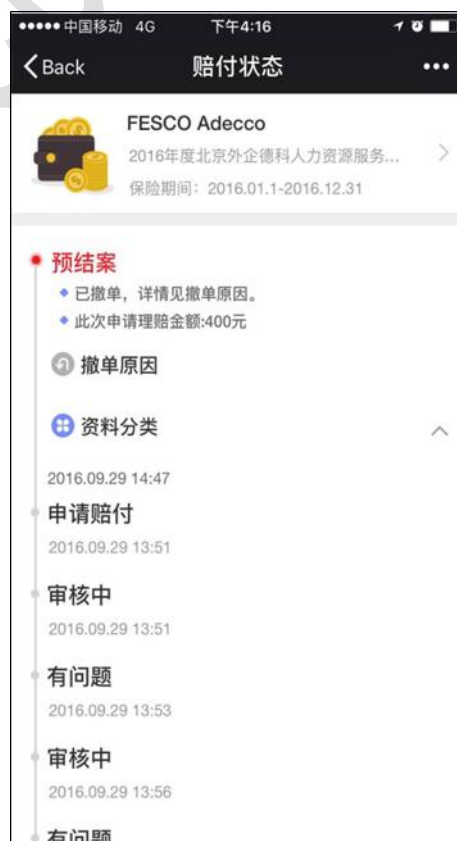 中国移动 4G 下午4:16
Back 赔付状态
FESCO Adecco
2016年度北京外企德科人力资源服务...
保险期间：2016.01.1-2016.12.31
预结案
已撤单，详情见撤单原因。
此次申请理赔金额:400元
撤单原因
资料分类
2016.09.29 14:47
申请赔付
2016.09.29 13:51
审核中
2016.09.29 13:51
有问题
2016.09.29 13:53
审核中
2016.09.29 13:56
有问题